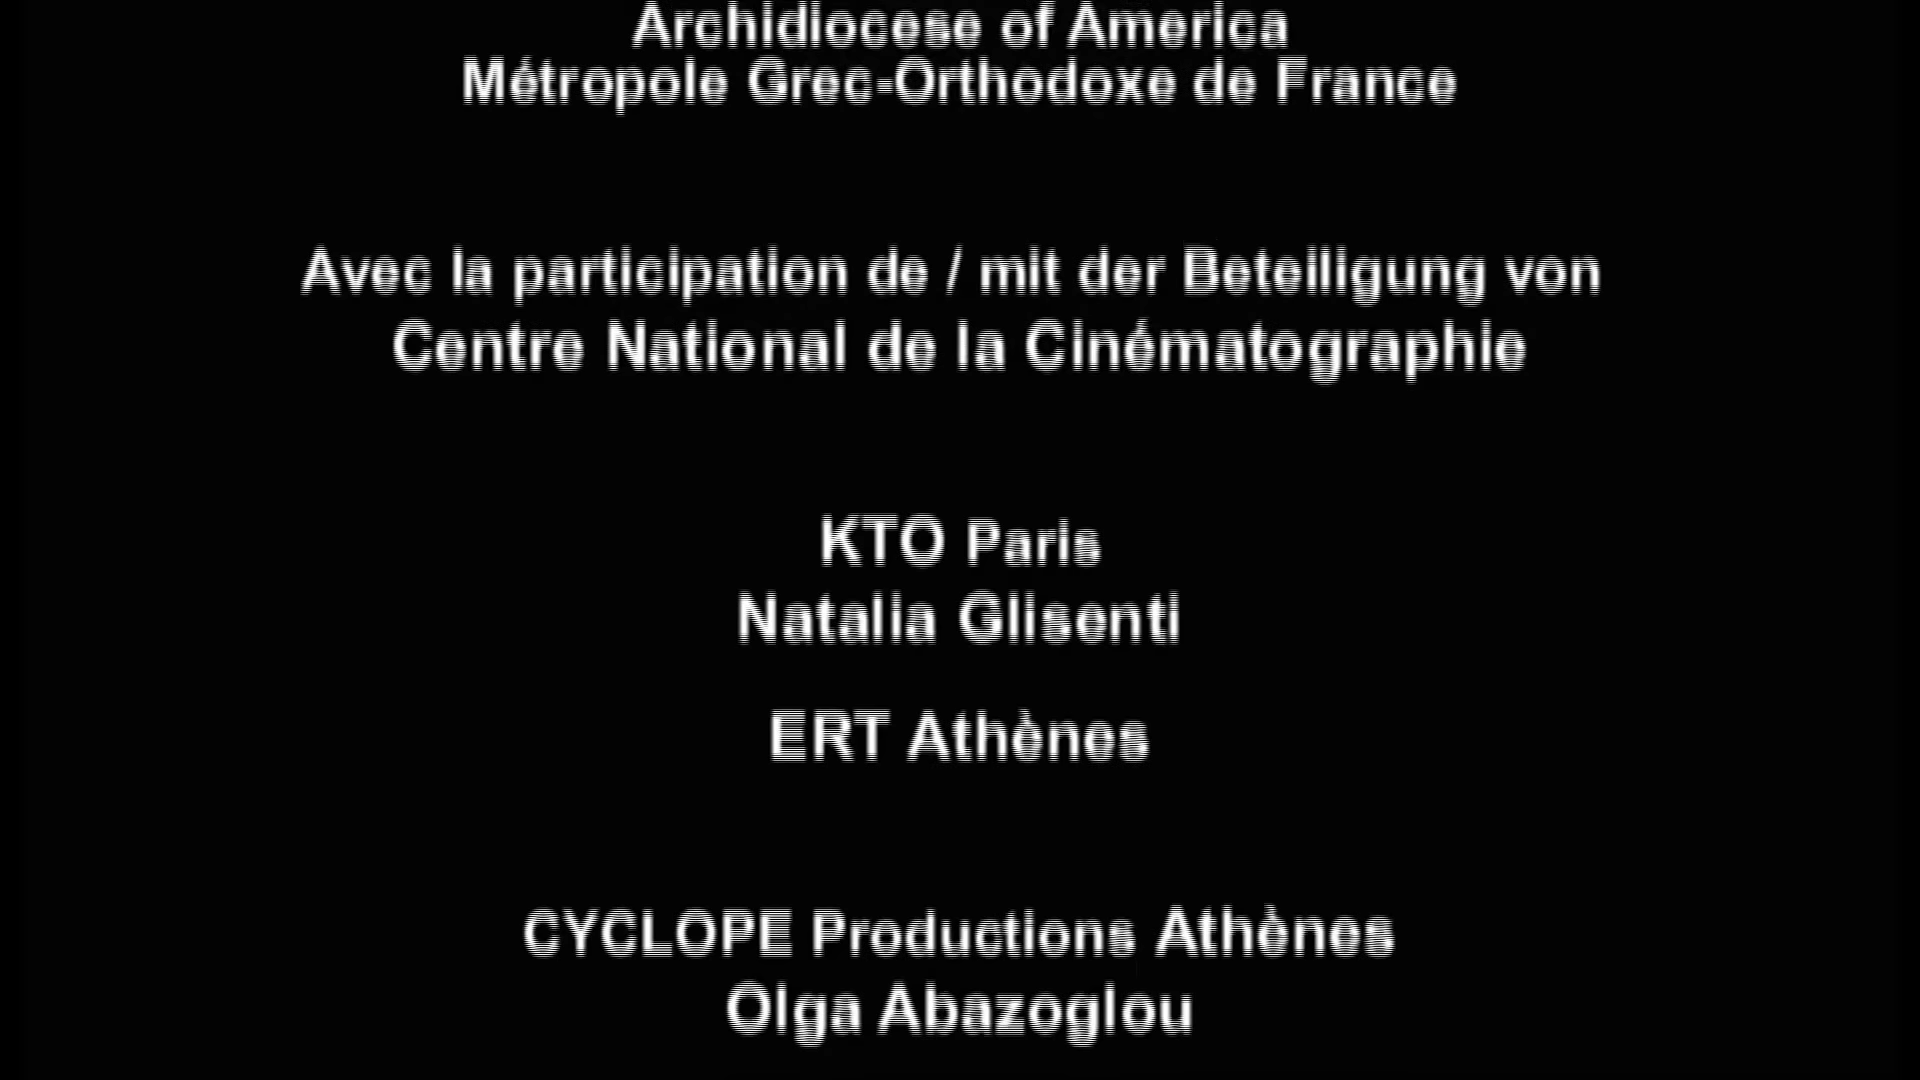 Archidiocese of America
Métropole Grec-Orthodoxe de France
Avec la participation de / mit der Beteiligung von
Centre National de la Cinématographie
KTO Paris
Natalia Glisenti
ERT Athènes
CYCLOPE Productions Athènes
Olga Abazoglou